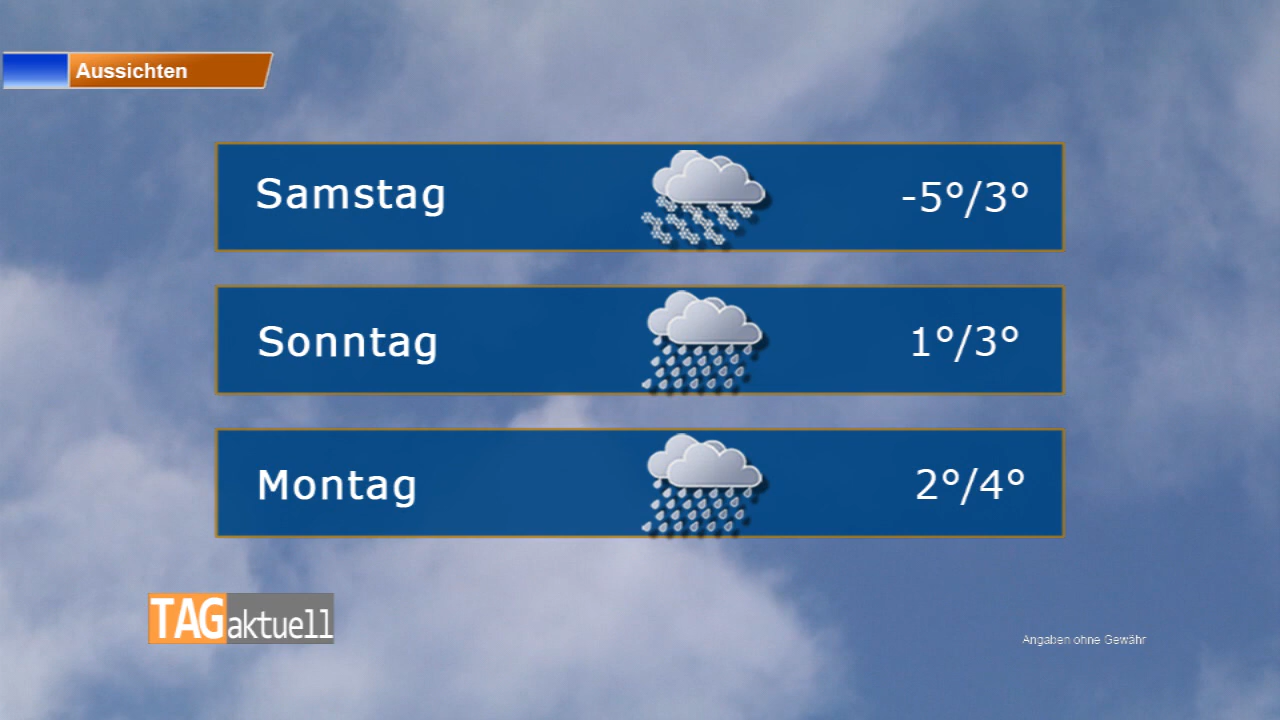 Aussichten
Samstag -5°/3°
Sonntag 1°/3°
Montag 2°/4°
TAGaktuell
Angaben ohne Gewähr